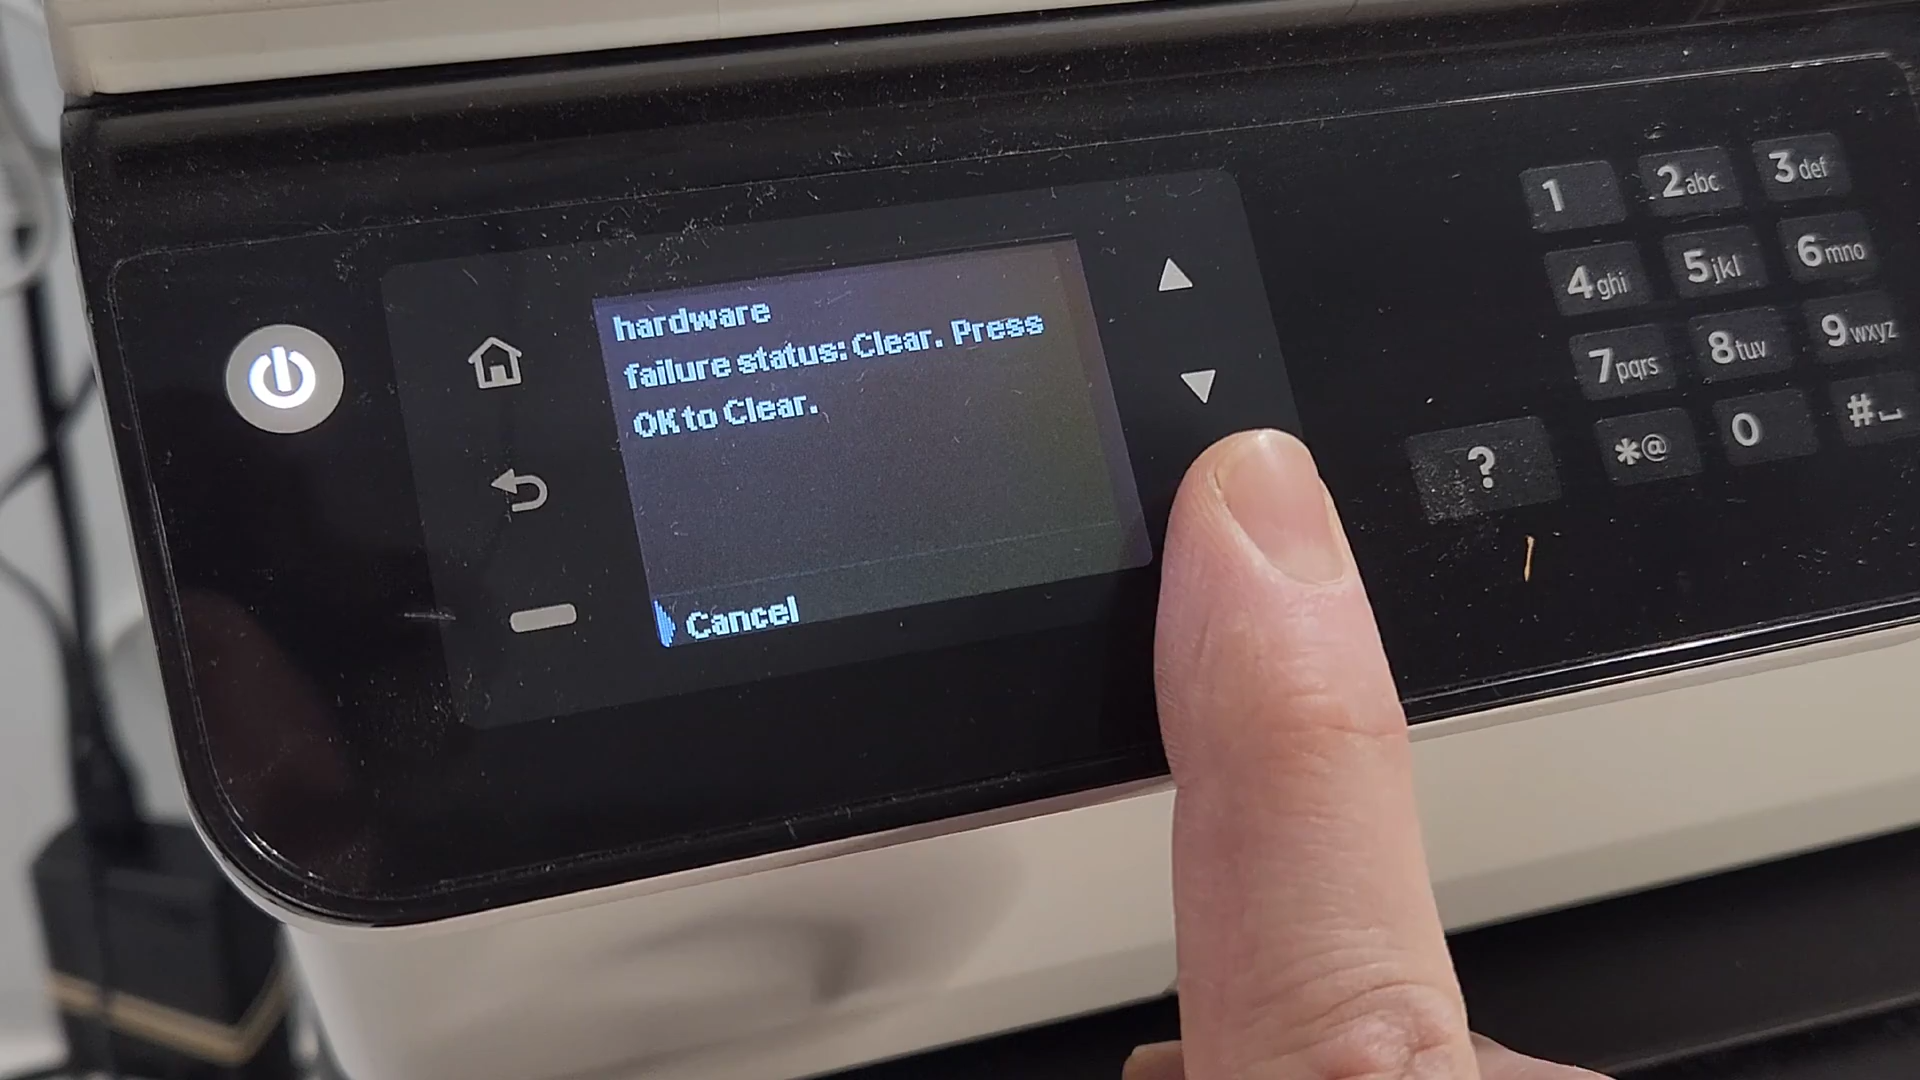 hardware
failure status: Clear. Press
OK to Clear.
Cancel
1 2abc 3def
4ghi 5jkl 6mno
7pqrs 8tuv 9wxyz
? *@ 0 #⎵